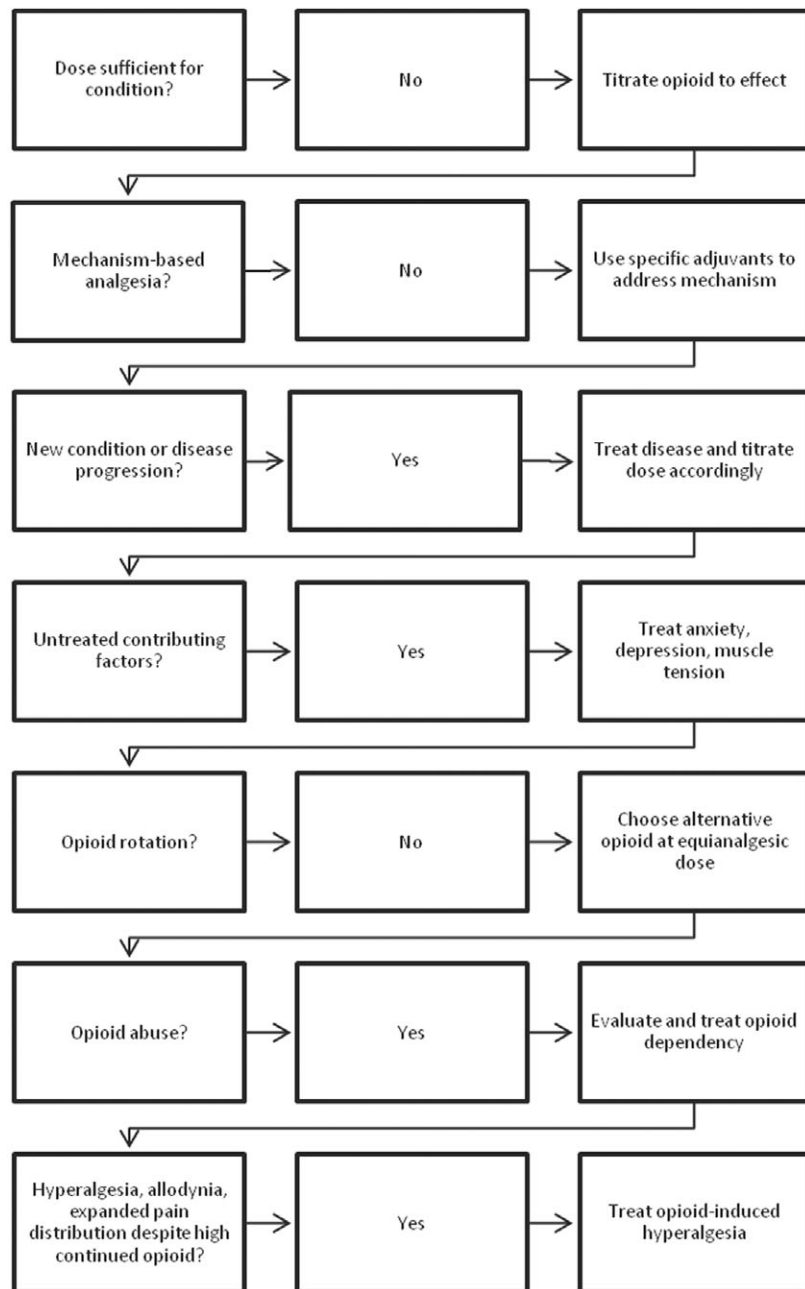 Dose sufficient for
condition?
No
Titrate opioid to effect
Mechanism-based
analgesia?
No
Use specific adjuvants to
address mechanism
New condition or disease
progression?
Yes
Treat disease and titrate
dose accordingly
Untreated contributing
factors?
Yes
Treat anxiety,
depression, muscle
tension
Opioid rotation?
No
Choose alternative
opioid at equianalgesic
dose
Opioid abuse?
Yes
Evaluate and treat opioid
dependency
Hyperalgesia, allodynia,
expanded pain
distribution despite high
continued opioid?
Yes
Treat opioid-induced
hyperalgesia